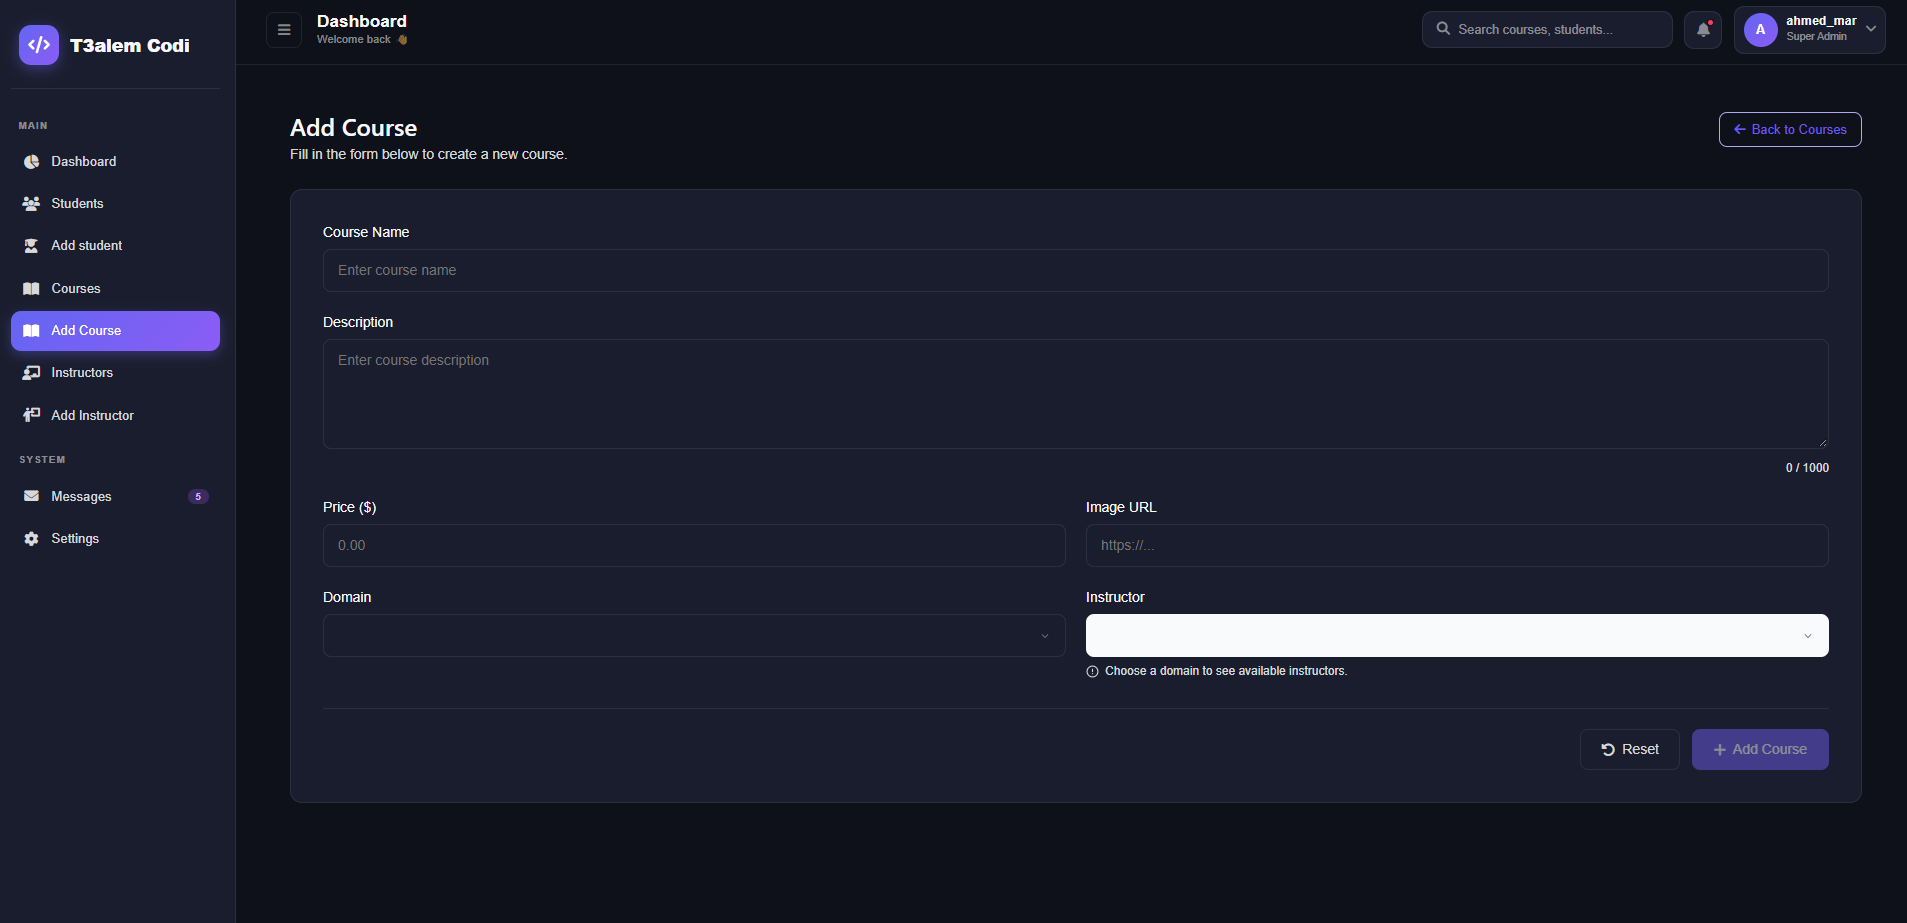 T3alem Codi
MAIN
Dashboard
Students
Add student
Courses
Add Course
Instructors
Add Instructor
SYSTEM
Messages
5
Settings
Dashboard
Welcome back 👋
Search courses, students...
A
ahmed_mar
Super Admin
Add Course
Fill in the form below to create a new course.
Back to Courses
Course Name
Enter course name
Description
Enter course description
0 / 1000
Price ($)
0.00
Image URL
https://...
Domain
Instructor
Choose a domain to see available instructors.
Reset
Add Course